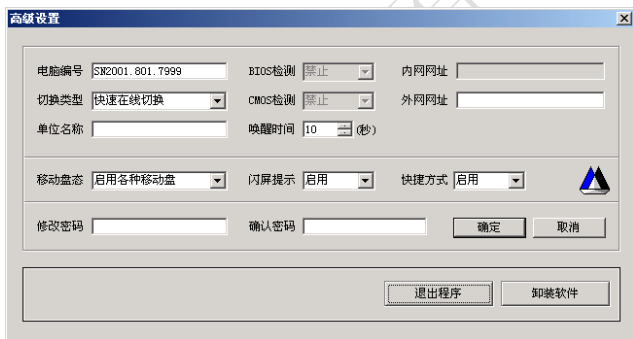 高级设置
电脑编号 SN2001.801.7999 BIOS检测 禁止 内网网址
切换类型 快速在线切换 CMOS检测 禁止 外网网址
单位名称 唤醒时间 10 (秒)
移动盘态 启用各种移动盘 闪屏提示 启用 快捷方式 启用
修改密码 确认密码 确定 取消
退出程序 卸装软件